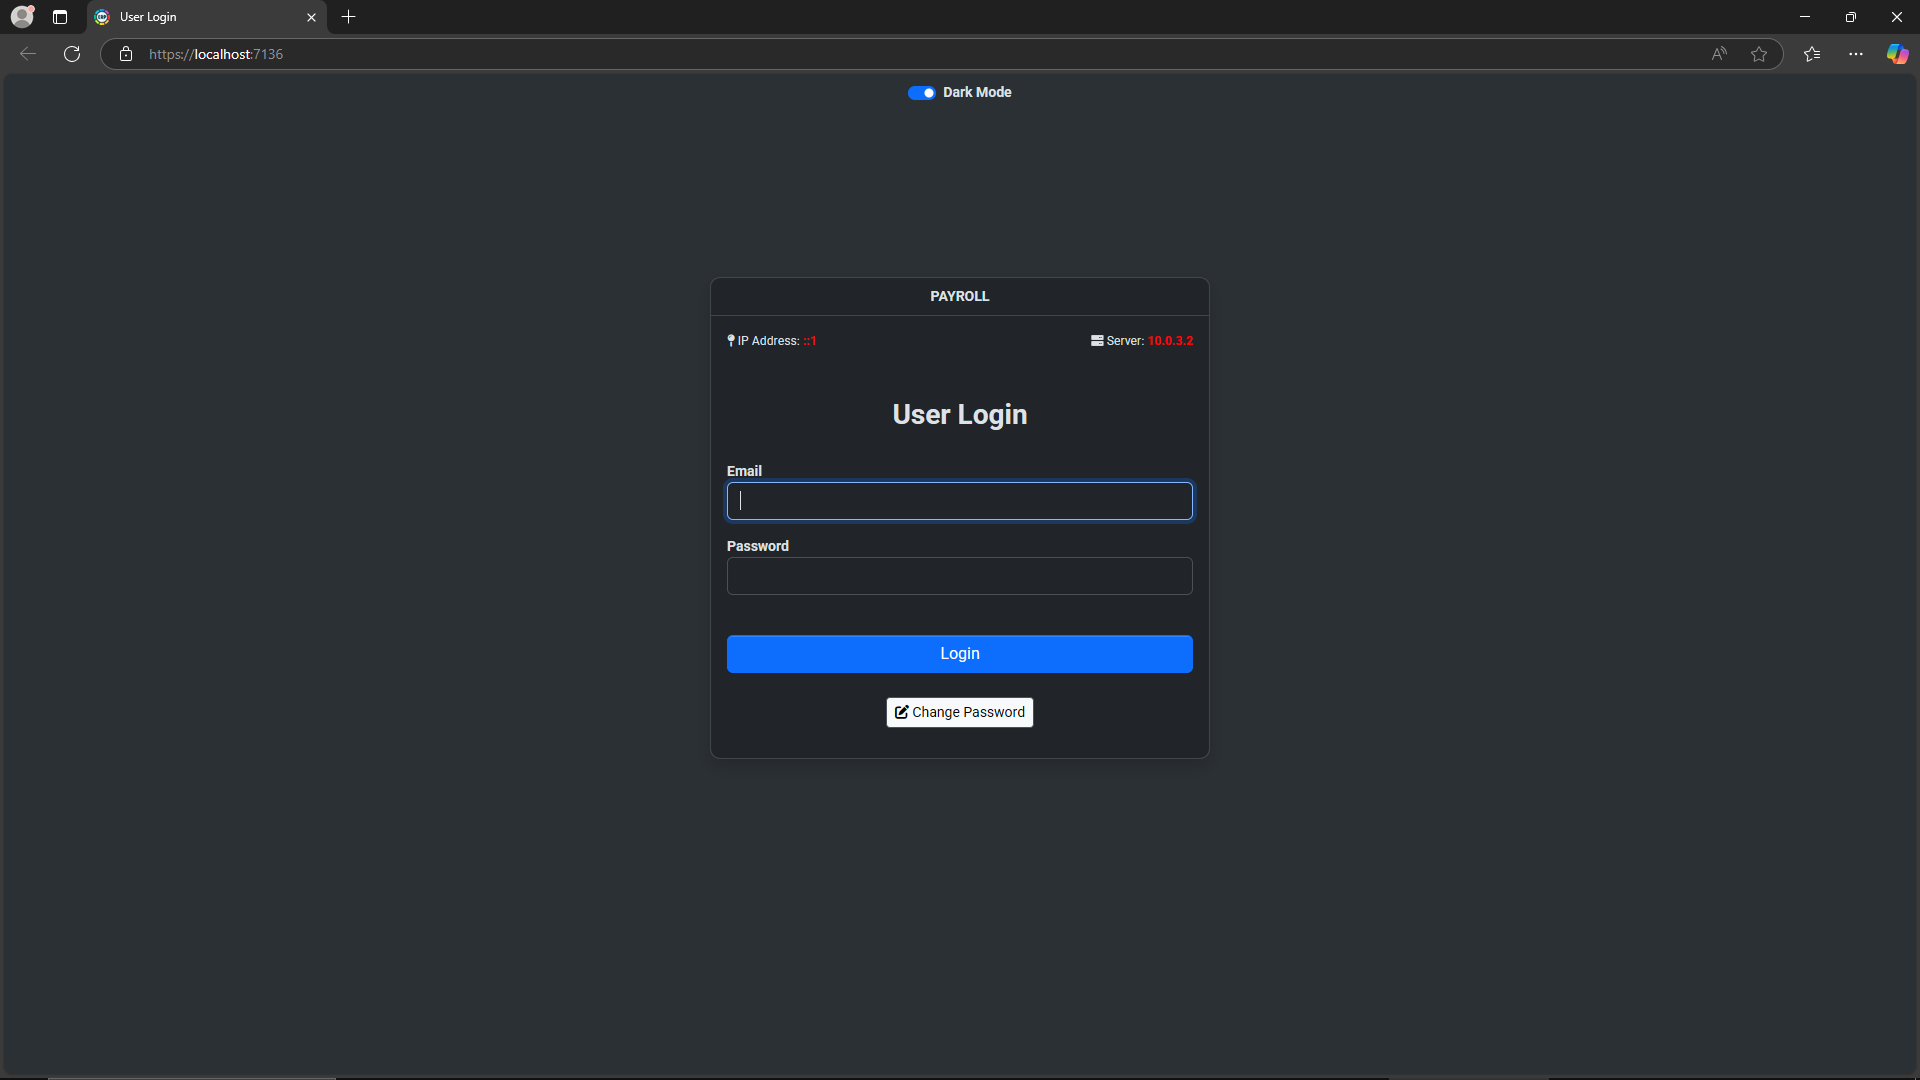 User Login
https://localhost:7136
Dark Mode
PAYROLL
IP Address: ::1
Server: 10.0.3.2
User Login
Email
Password
Login
Change Password